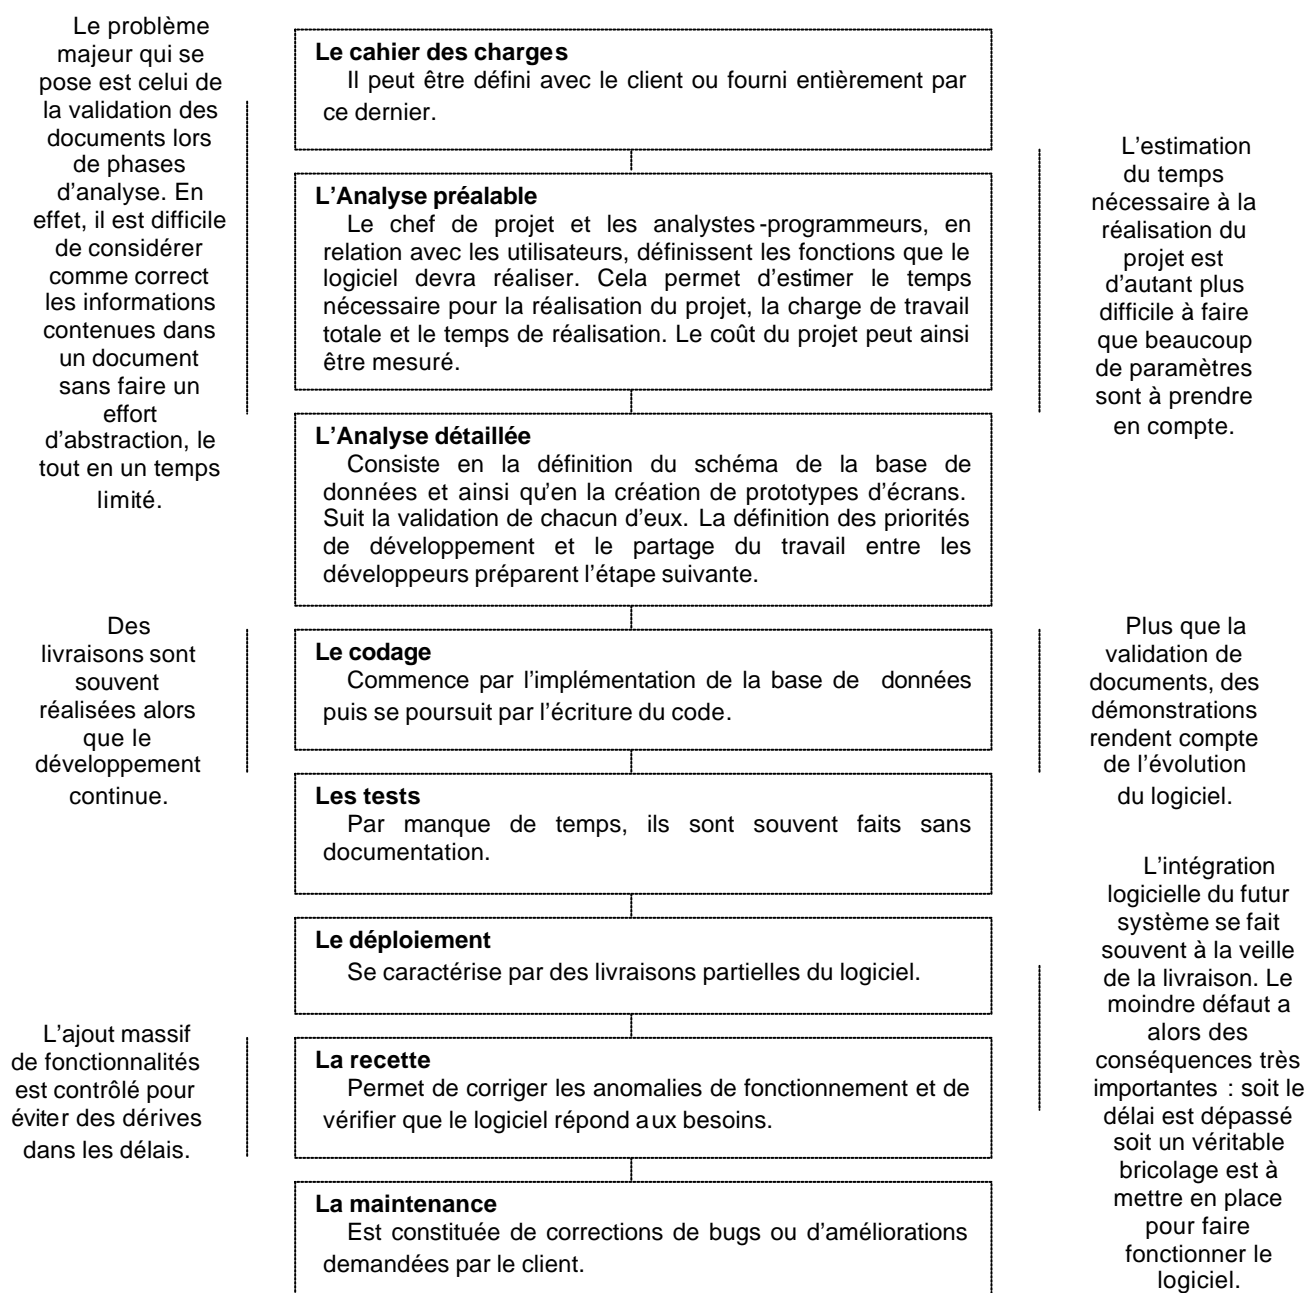 Le problème
majeur qui se
pose est celui de
la validation des
documents lors
de phases
d'analyse. En
effet, il est difficile
de considérer
comme correct
les informations
contenues dans
un document
sans faire un
effort
d'abstraction, le
tout en un temps
limité.
Le cahier des charges
Il peut être défini avec le client ou fourni entièrement par
ce dernier.
L'Analyse préalable
Le chef de projet et les analystes-programmeurs, en
relation avec les utilisateurs, définissent les fonctions que le
logiciel devra réaliser. Cela permet d'estimer le temps
nécessaire pour la réalisation du projet, la charge de travail
totale et le temps de réalisation. Le coût du projet peut ainsi
être mesuré.
L'estimation
du temps
nécessaire à la
réalisation du
projet est
d'autant plus
difficile à faire
que beaucoup
de paramètres
sont à prendre
en compte.
L'Analyse détaillée
Consiste en la définition du schéma de la base de
données et ainsi qu'en la création de prototypes d'écrans.
Suit la validation de chacun d'eux. La définition des priorités
de développement et le partage du travail entre les
développeurs préparent l'étape suivante.
Des
livraisons sont
souvent
réalisées alors
que le
développement
continue.
Le codage
Commence par l'implémentation de la base de données
puis se poursuit par l'écriture du code.
Plus que la
validation de
documents, des
démonstrations
rendent compte
de l'évolution
du logiciel.
Les tests
Par manque de temps, ils sont souvent faits sans
documentation.
Le déploiement
Se caractérise par des livraisons partielles du logiciel.
L'intégration
logicielle du futur
système se fait
souvent à la veille
de la livraison. Le
moindre défaut a
alors des
conséquences très
importantes : soit le
délai est dépassé
soit un véritable
bricolage est à
mettre en place
pour faire
fonctionner le
logiciel.
L'ajout massif
de fonctionnalités
est contrôlé pour
éviter des dérives
dans les délais.
La recette
Permet de corriger les anomalies de fonctionnement et de
vérifier que le logiciel répond aux besoins.
La maintenance
Est constituée de corrections de bugs ou d'améliorations
demandées par le client.